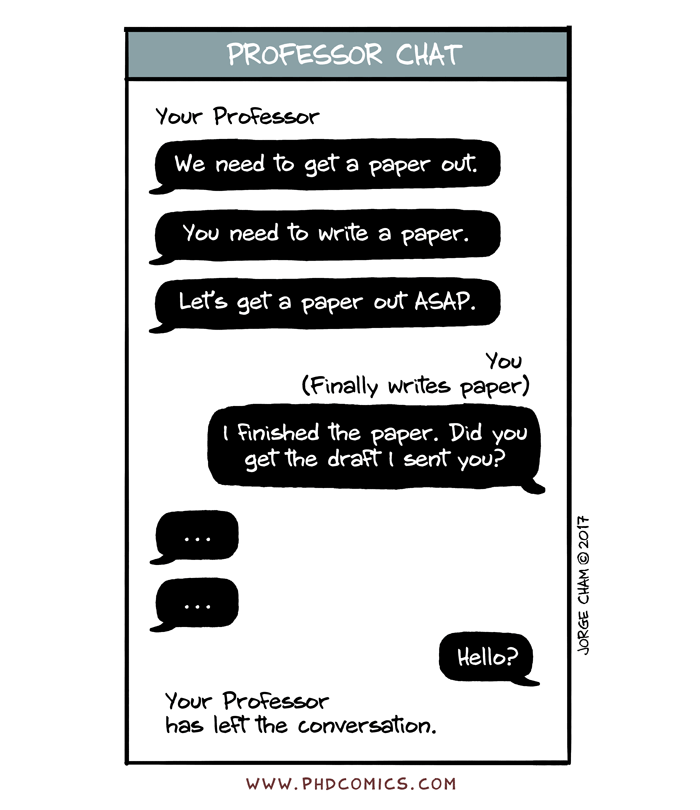 PROFESSOR CHAT
Your Professor
We need to get a paper out.
You need to write a paper.
Let's get a paper out ASAP.
You
(Finally writes paper)
I finished the paper. Did you
get the draft I sent you?
...
...
Hello?
Your Professor
has left the conversation.
JORGE CHAM © 2017
WWW.PHDCOMICS.COM